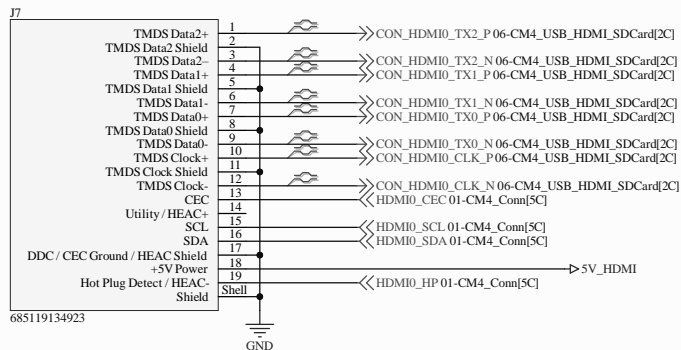 J7
TMDS Data2+ 1 CON_HDMI0_TX2_P 06-CM4_USB_HDMI_SDCard[2C]
TMDS Data2 Shield 2
TMDS Data2– 3 CON_HDMI0_TX2_N 06-CM4_USB_HDMI_SDCard[2C]
TMDS Data1+ 4 CON_HDMI0_TX1_P 06-CM4_USB_HDMI_SDCard[2C]
TMDS Data1 Shield 5
TMDS Data1- 6 CON_HDMI0_TX1_N 06-CM4_USB_HDMI_SDCard[2C]
TMDS Data0+ 7 CON_HDMI0_TX0_P 06-CM4_USB_HDMI_SDCard[2C]
TMDS Data0 Shield 8
TMDS Data0- 9 CON_HDMI0_TX0_N 06-CM4_USB_HDMI_SDCard[2C]
TMDS Clock+ 10 CON_HDMI0_CLK_P 06-CM4_USB_HDMI_SDCard[2C]
TMDS Clock Shield 11
TMDS Clock- 12 CON_HDMI0_CLK_N 06-CM4_USB_HDMI_SDCard[2C]
CEC 13 HDMI0_CEC 01-CM4_Conn[5C]
Utility / HEAC+ 14
SCL 15 HDMI0_SCL 01-CM4_Conn[5C]
SDA 16 HDMI0_SDA 01-CM4_Conn[5C]
DDC / CEC Ground / HEAC Shield 17
+5V Power 18 5V_HDMI
Hot Plug Detect / HEAC- 19 HDMI0_HP 01-CM4_Conn[5C]
Shield Shell
685119134923
GND